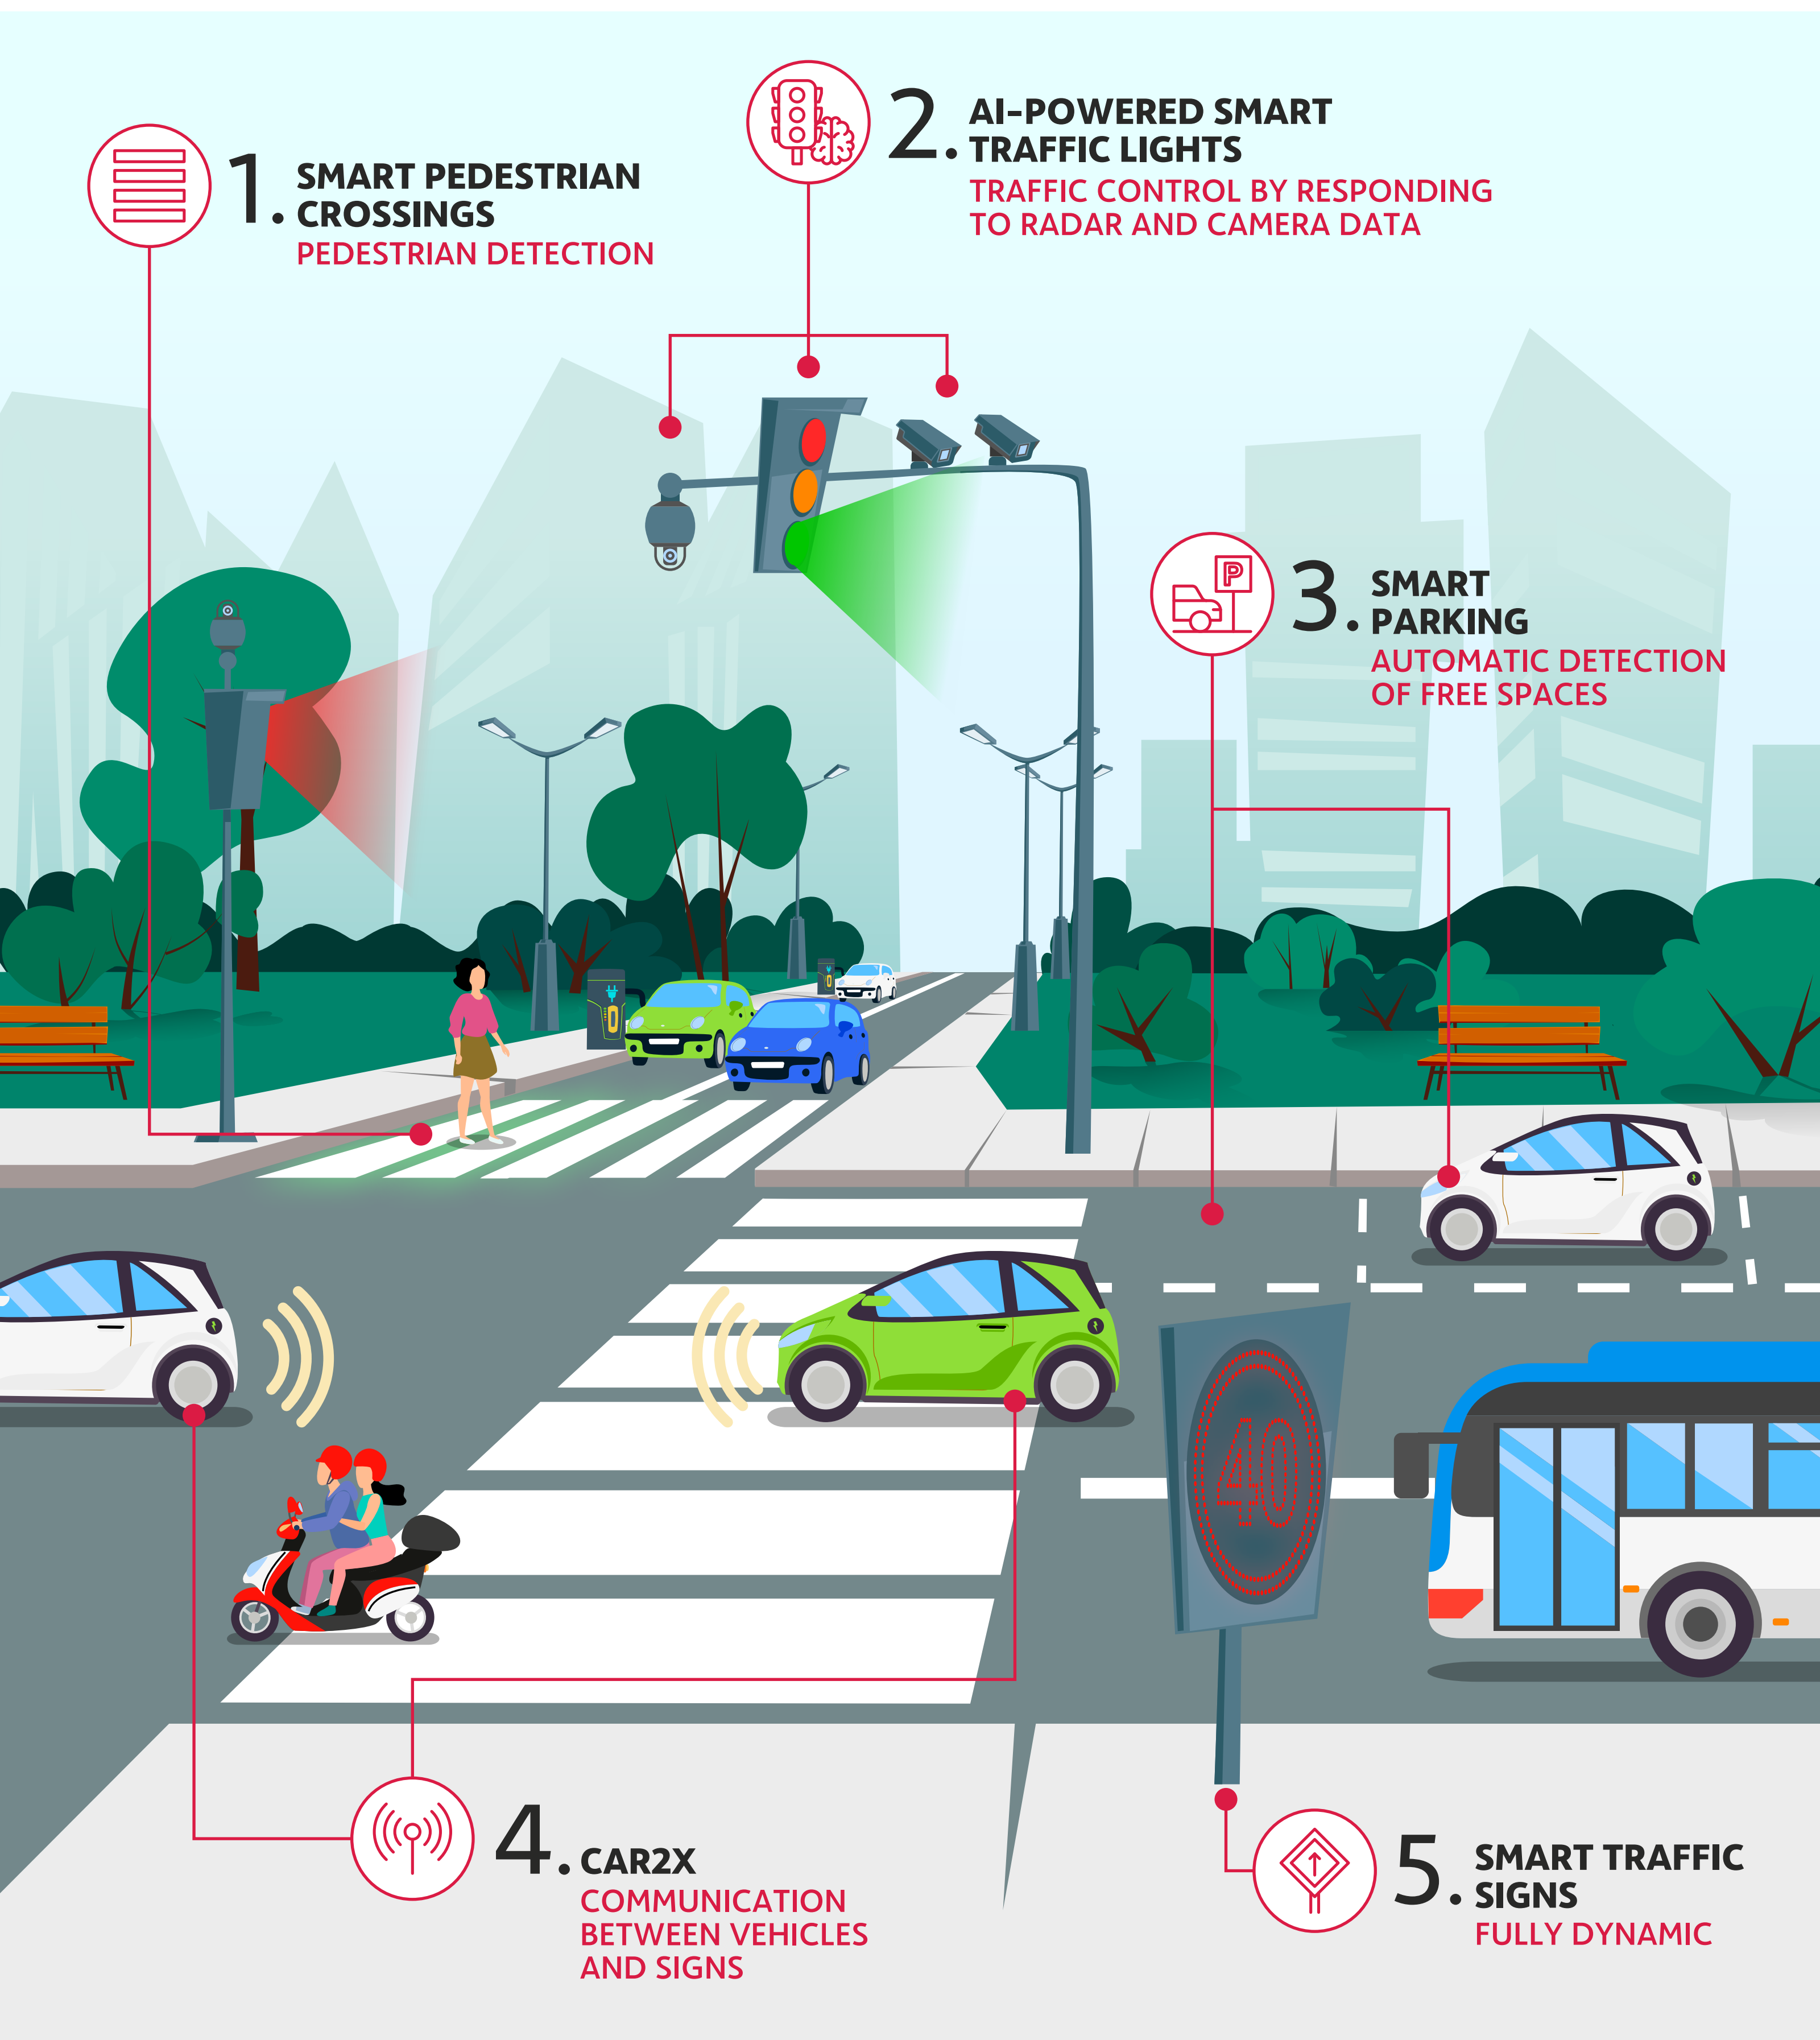 1. SMART PEDESTRIAN
CROSSINGS
PEDESTRIAN DETECTION
2. AI-POWERED SMART
TRAFFIC LIGHTS
TRAFFIC CONTROL BY RESPONDING
TO RADAR AND CAMERA DATA
P
3. SMART
PARKING
AUTOMATIC DETECTION
OF FREE SPACES
40
4. CAR2X
COMMUNICATION
BETWEEN VEHICLES
AND SIGNS
5. SMART TRAFFIC
SIGNS
FULLY DYNAMIC